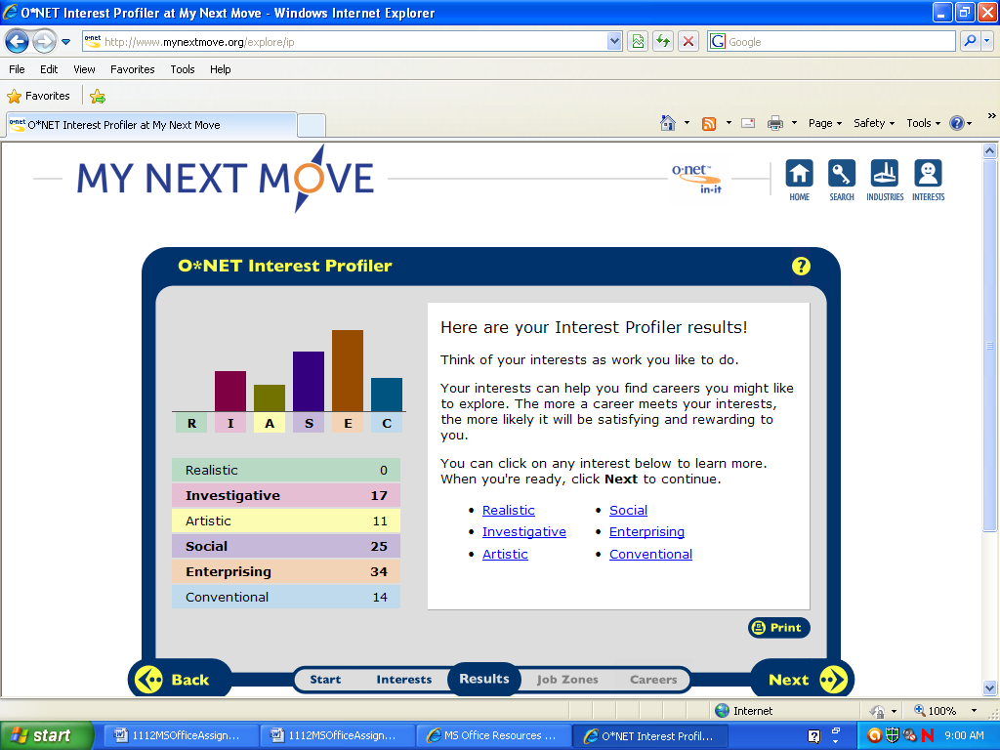 O*NET Interest Profiler at My Next Move - Windows Internet Explorer
http://www.mynextmove.org/explore/ip
Google
File Edit View Favorites Tools Help
Favorites
O*NET Interest Profiler at My Next Move
Page Safety Tools
MY NEXT MOVE
o·net™ in-it
HOME SEARCH INDUSTRIES INTERESTS
O*NET Interest Profiler ?
R I A S E C
Realistic 0
Investigative 17
Artistic 11
Social 25
Enterprising 34
Conventional 14
Here are your Interest Profiler results!
Think of your interests as work you like to do.
Your interests can help you find careers you might like
to explore. The more a career meets your interests,
the more likely it will be satisfying and rewarding to
you.
You can click on any interest below to learn more.
When you're ready, click Next to continue.
• Realistic • Social
• Investigative • Enterprising
• Artistic • Conventional
Print
Back Start Interests Results Job Zones Careers Next
Internet 100%
start 1112MSOfficeAssign... 1112MSOfficeAssign... MS Office Resources ... O*NET Interest Profil... 9:00 AM